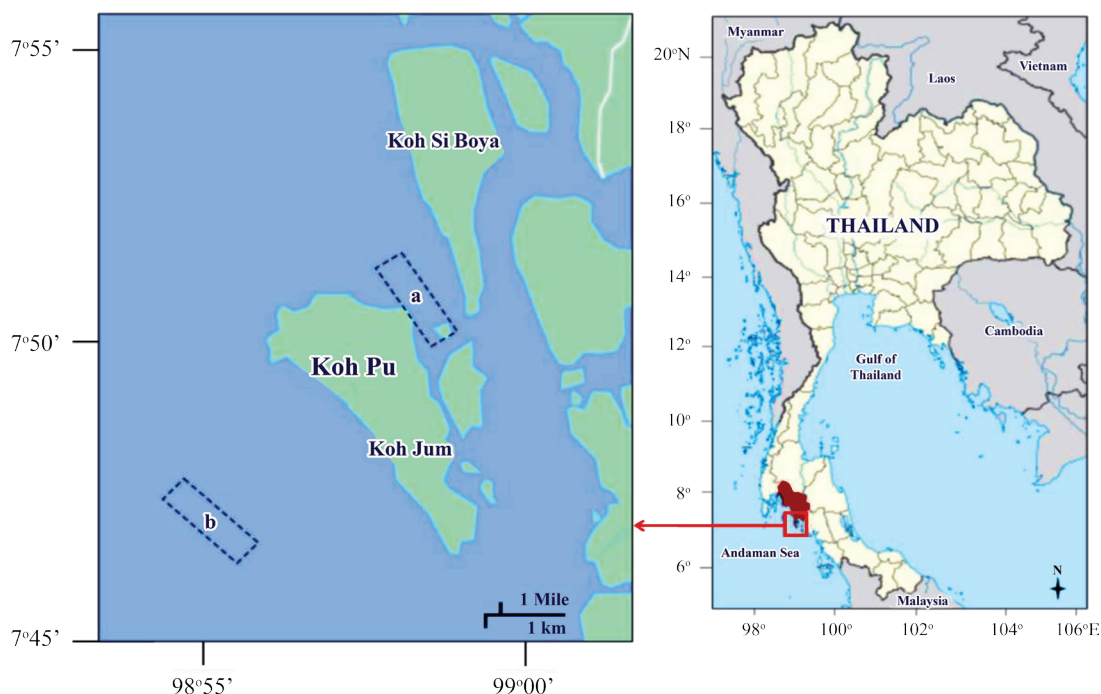 7°55’
7°50’
7°45’
98°55’
99°00’
Koh Si Boya
a
Koh Pu
Koh Jum
b
1 Mile
1 km
20°N
18°
16°
14°
12°
10°
8°
6°
98°
100°
102°
104°
106°E
Myanmar
Laos
Vietnam
THAILAND
Cambodia
Gulf of
Thailand
Andaman Sea
Malaysia
N